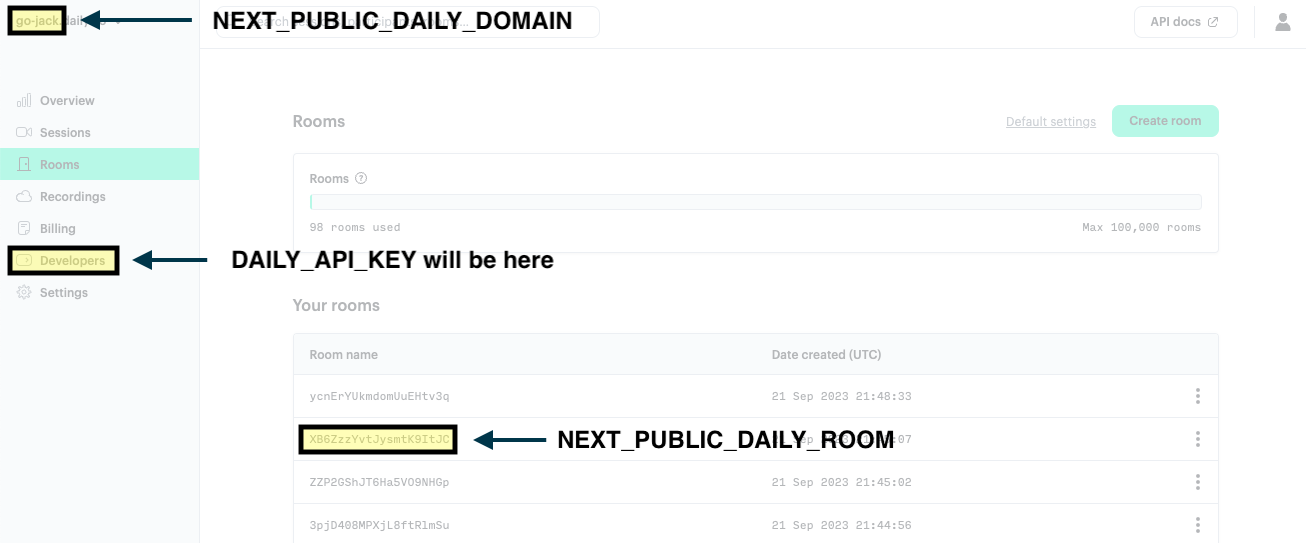 go-jack.daily
NEXT_PUBLIC_DAILY_DOMAIN
API docs
Overview
Sessions
Rooms
Recordings
Billing
Developers
Settings
Rooms
Default settings
Create room
Rooms
98 rooms used
Max 100,000 rooms
DAILY_API_KEY will be here
Your rooms
Room name
Date created (UTC)
ycnErYUkmdomUuEHtv3q
21 Sep 2023 21:48:33
XB6ZzzYvtJysmtK9ItJC
NEXT_PUBLIC_DAILY_ROOM
ZZP2GShJT6Ha5VO9NHGp
21 Sep 2023 21:45:02
3pjD408MPXjL8ftRlmSu
21 Sep 2023 21:44:56